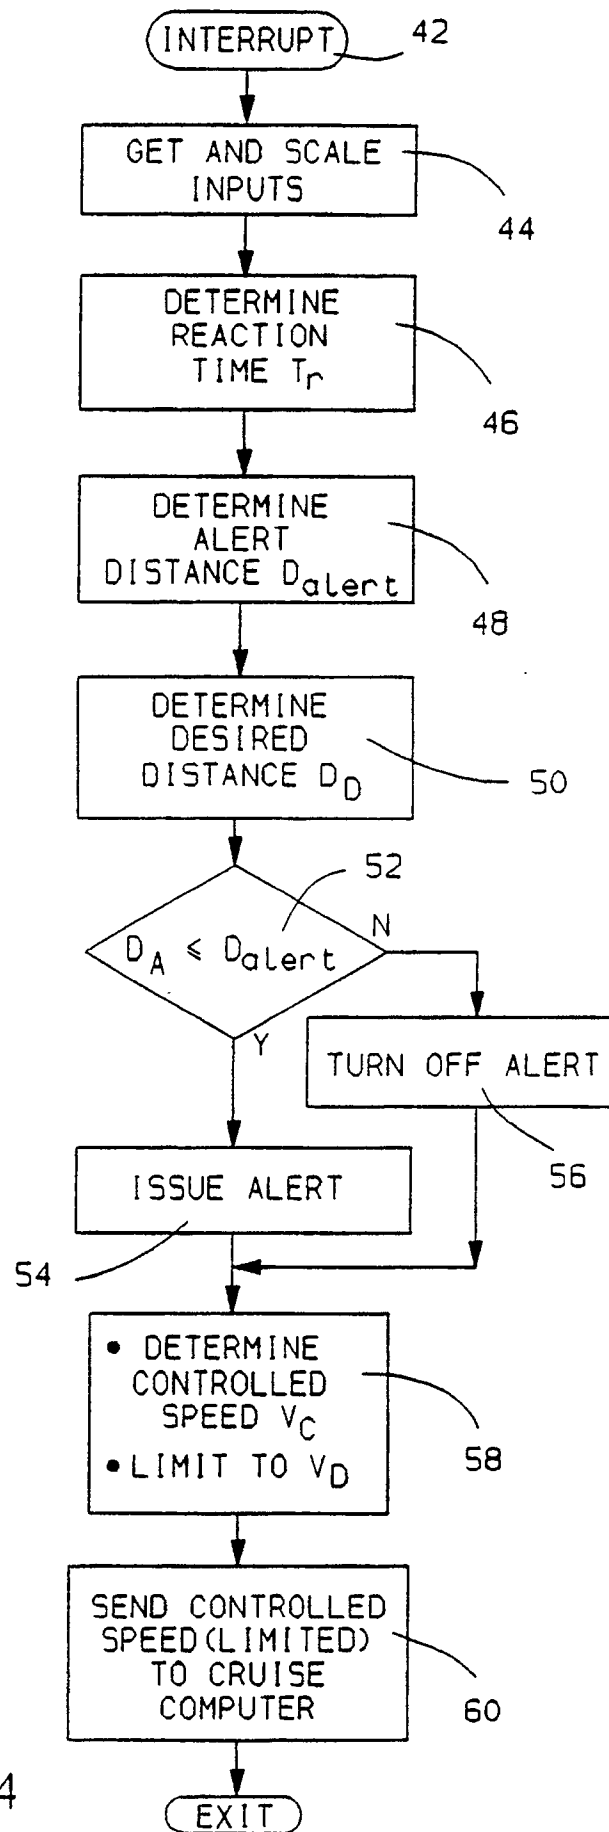 INTERRUPT
42
GET AND SCALE
INPUTS
44
DETERMINE
REACTION
TIME Tr
46
DETERMINE
ALERT
DISTANCE Dalert
48
DETERMINE
DESIRED
DISTANCE DD
50
52
DA ≤ Dalert
N
Y
TURN OFF ALERT
56
ISSUE ALERT
54
• DETERMINE
CONTROLLED
SPEED VC
• LIMIT TO VD
58
SEND CONTROLLED
SPEED(LIMITED)
TO CRUISE
COMPUTER
60
4
EXIT